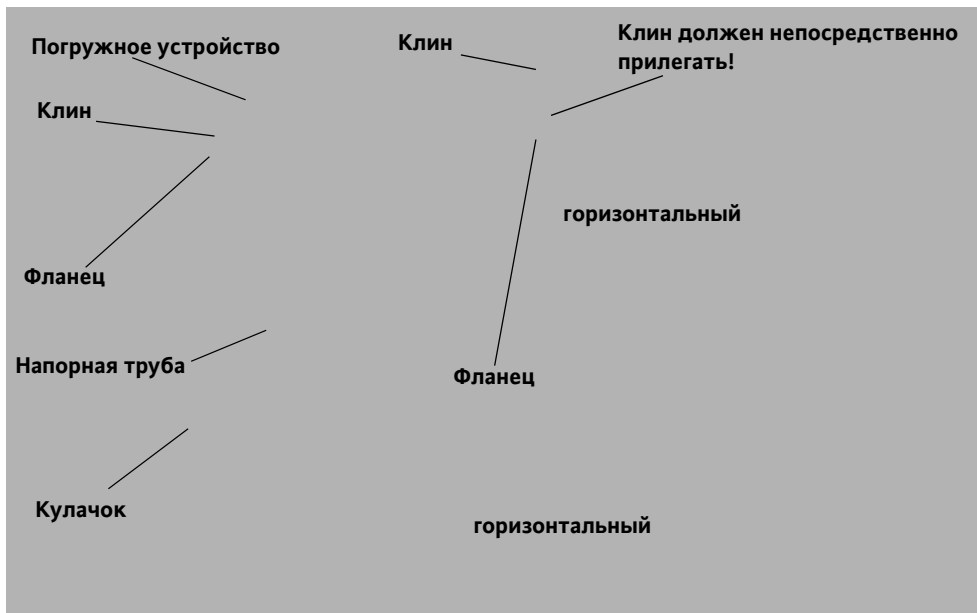 Погружное устройство
Клин
Фланец
Напорная труба
Кулачок
Клин
Клин должен непосредственно
прилегать!
горизонтальный
Фланец
горизонтальный